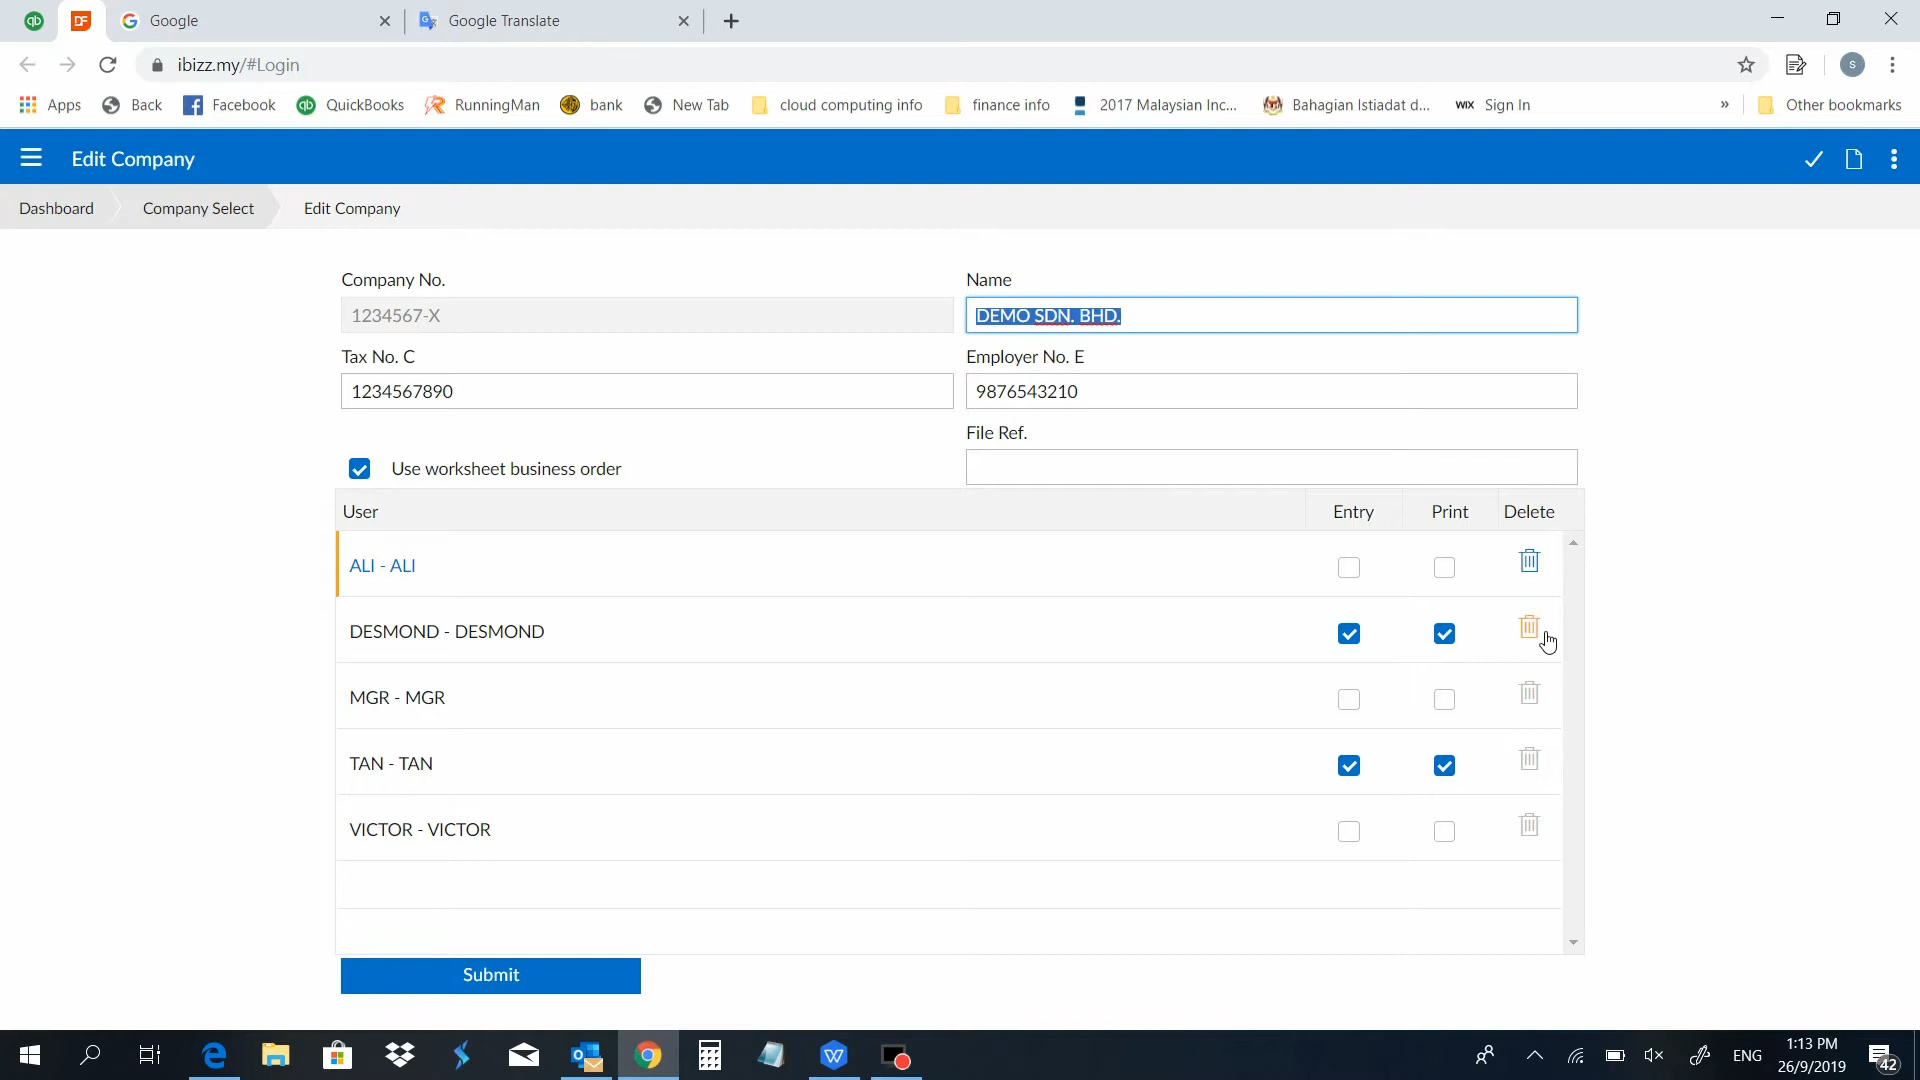 Google
Google Translate
ibizz.my/#Login
S
Apps
Back
Facebook
QuickBooks
RunningMan
bank
New Tab
cloud computing info
finance info
2017 Malaysian Inc...
Bahagian Istiadat d...
WIX
Sign In
»
Other bookmarks
Edit Company
Dashboard
Company Select
Edit Company
Company No.
Name
1234567-X
DEMO SDN. BHD.
Tax No. C
Employer No. E
1234567890
9876543210
File Ref.
Use worksheet business order
User
Entry
Print
Delete
ALI - ALI
DESMOND - DESMOND
MGR - MGR
TAN - TAN
VICTOR - VICTOR
Submit
ENG
1:13 PM
26/9/2019
42